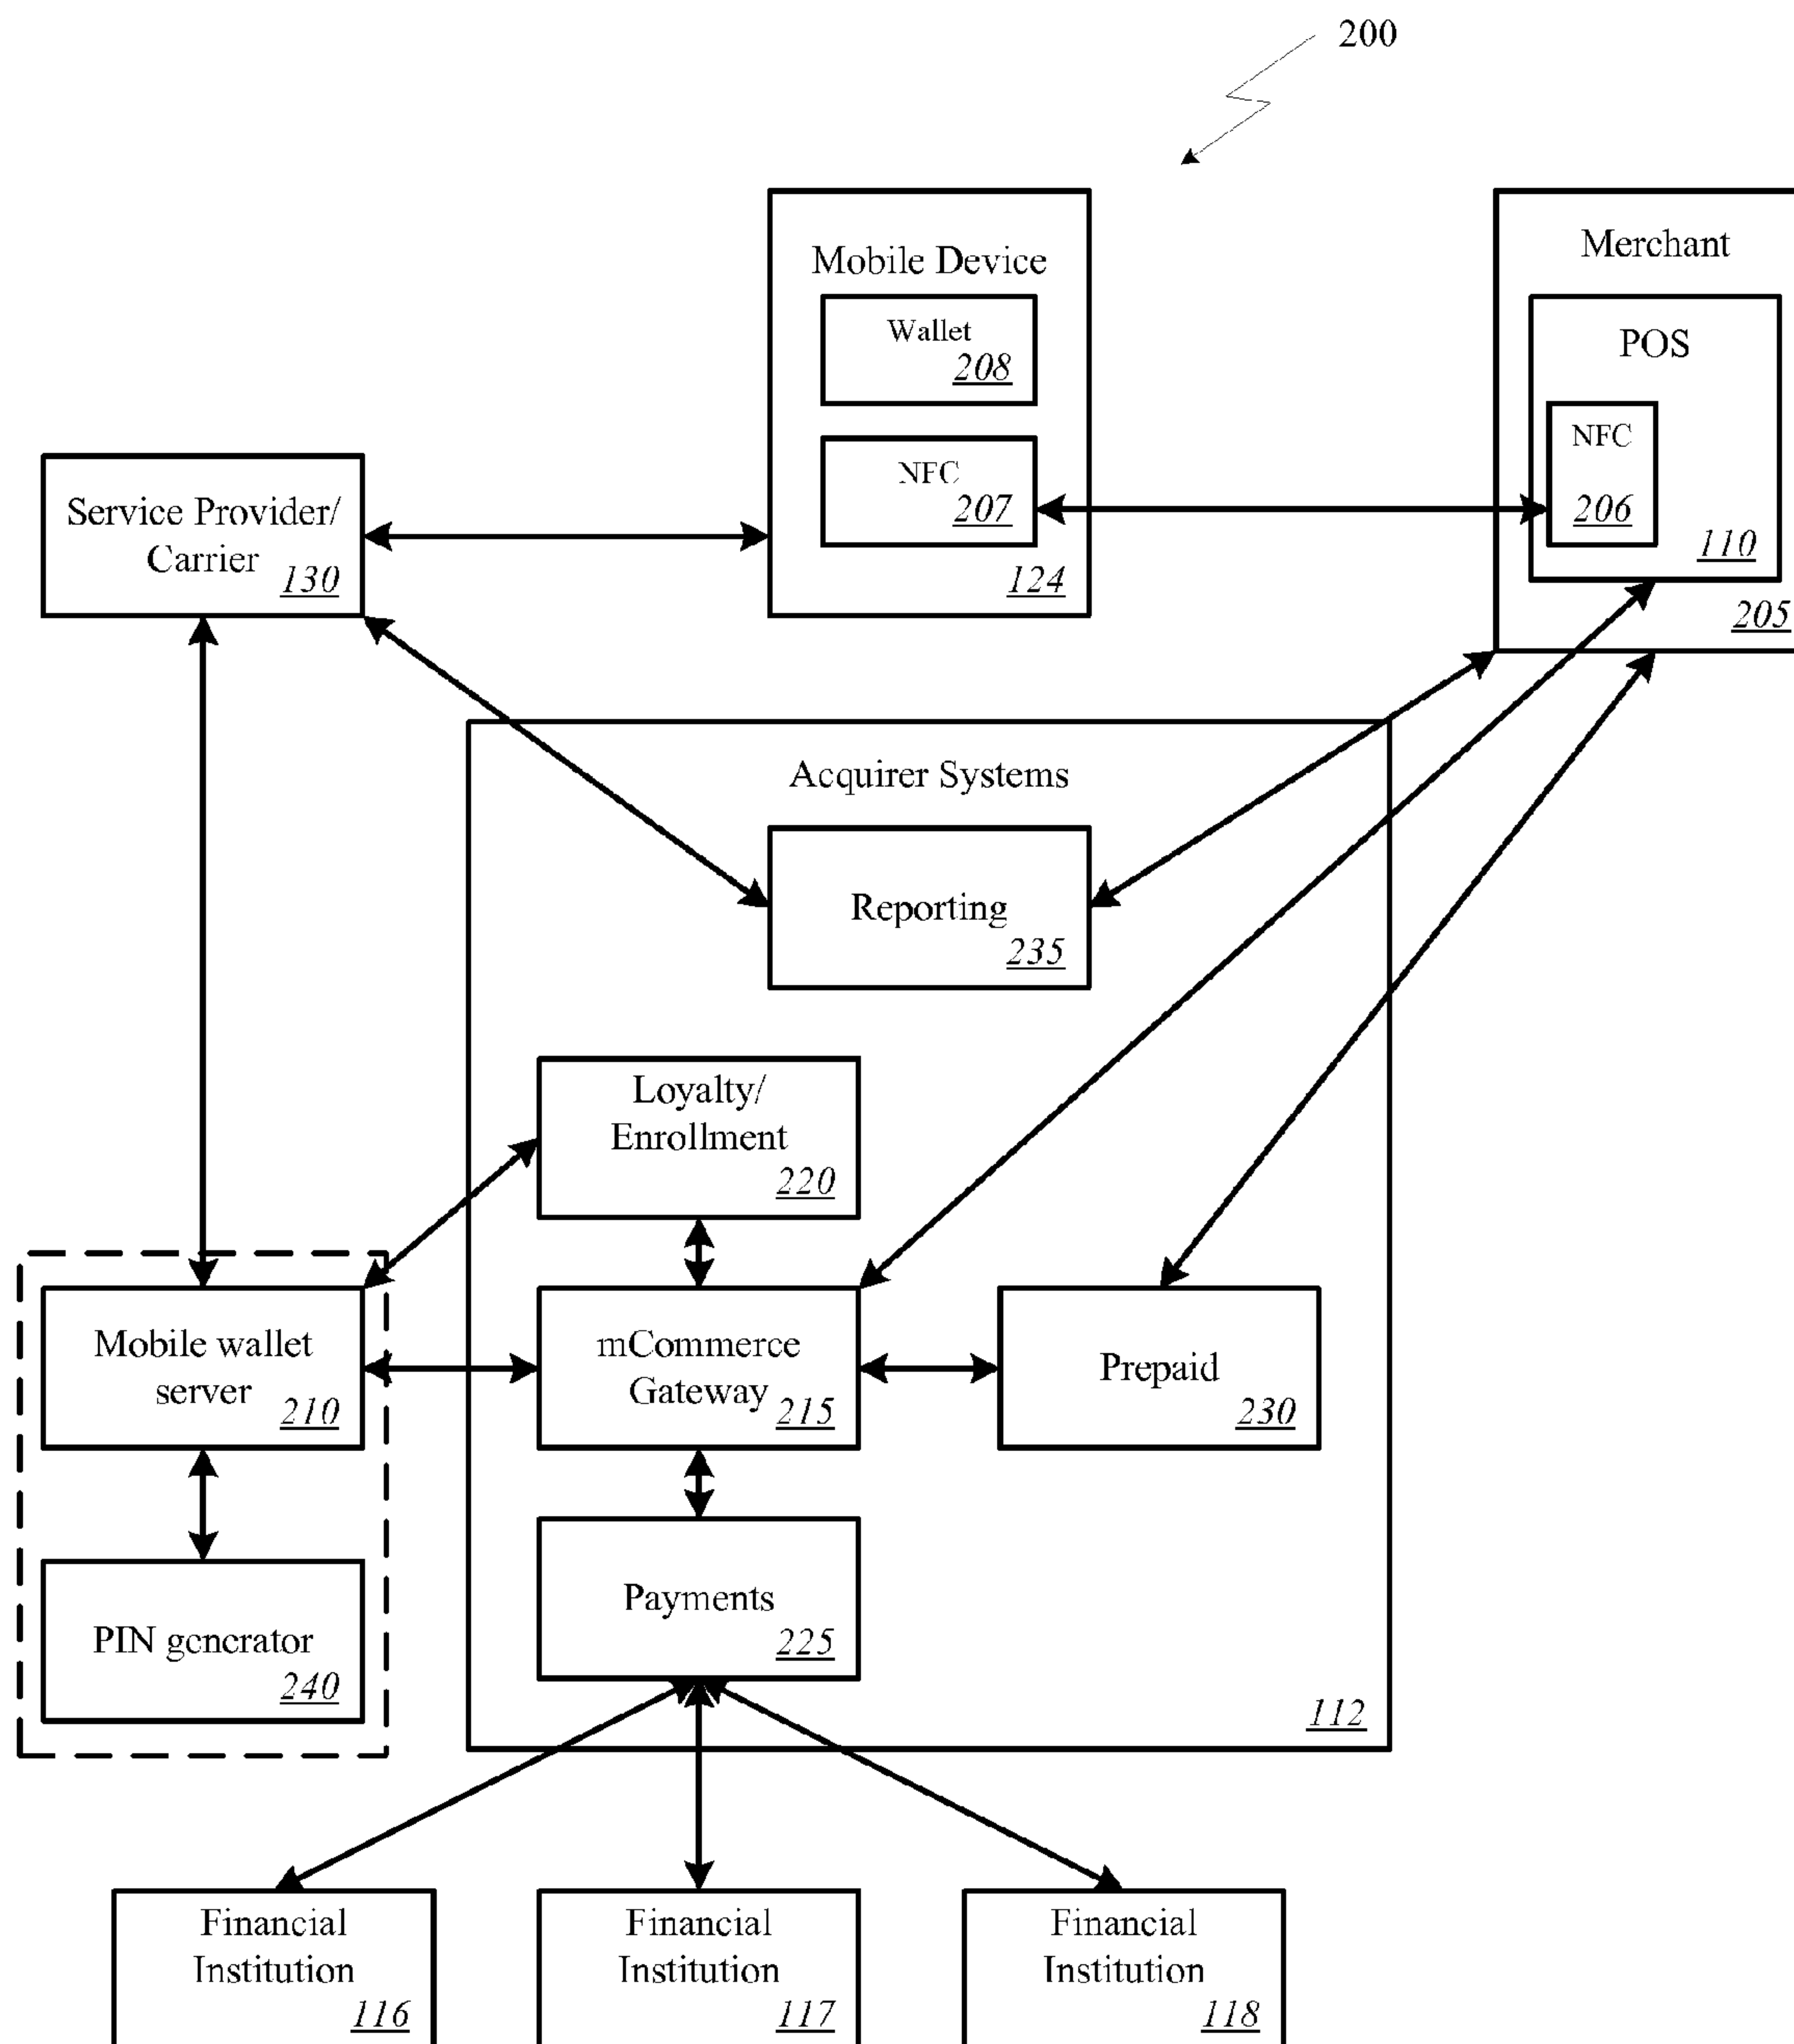 200
Mobile Device
Wallet
208
NFC
207
124
Merchant
POS
NFC
206
110
205
Service Provider/
Carrier
130
Acquirer Systems
Reporting
235
Loyalty/
Enrollment
220
Mobile wallet
server
210
mCommerce
Gateway
215
Prepaid
230
PIN generator
240
Payments
225
112
Financial
Institution
116
Financial
Institution
117
Financial
Institution
118